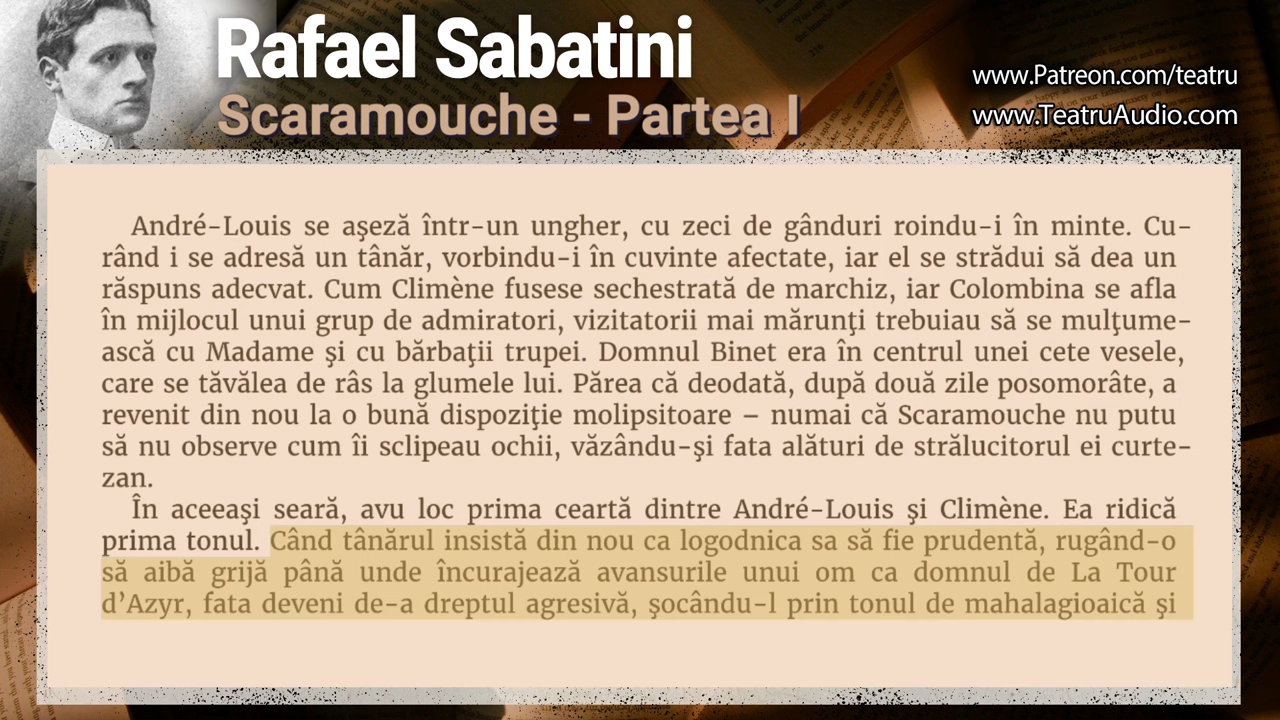 Rafael Sabatini
Scaramouche - Partea I
www.Patreon.com/teatru
www.TeatruAudio.com
André-Louis se aşeză într-un ungher, cu zeci de gânduri roindu-i în minte. Cu-
rând i se adresă un tânăr, vorbindu-i în cuvinte afectate, iar el se strădui să dea un
răspuns adecvat. Cum Climène fusese sechestrată de marchiz, iar Colombina se afla
în mijlocul unui grup de admiratori, vizitatorii mai mărunţi trebuiau să se mulţume-
ască cu Madame şi cu bărbaţii trupei. Domnul Binet era în centrul unei cete vesele,
care se tăvălea de râs la glumele lui. Părea că deodată, după două zile posomorâte, a
revenit din nou la o bună dispoziţie molipsitoare – numai că Scaramouche nu putu
să nu observe cum îi sclipeau ochii, văzându-şi fata alături de strălucitorul ei curte-
zan.
În aceeaşi seară, avu loc prima ceartă dintre André-Louis şi Climène. Ea ridică
prima tonul. Când tânărul insistă din nou ca logodnica sa să fie prudentă, rugând-o
să aibă grijă până unde încurajează avansurile unui om ca domnul de La Tour
d’Azyr, fata deveni de-a dreptul agresivă, şocându-l prin tonul de mahalagioaică şi